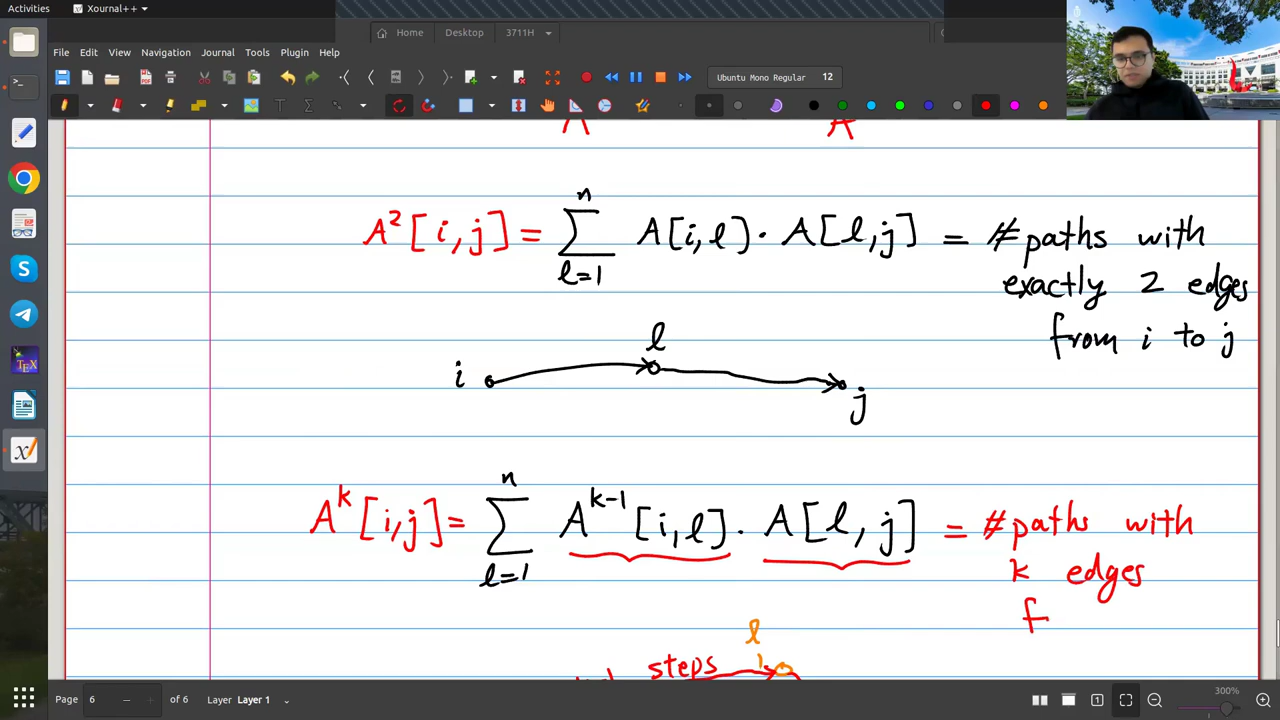 Activities Xournal++
Home Desktop 3711H
File Edit View Navigation Journal Tools Plugin Help
Ubuntu Mono Regular 12
A A
A²[i,j] = ∑_{l=1}^{n} A[i,l] · A[l,j] = #paths with
exactly 2 edges
from i to j
l
i
j
A^k[i,j] = ∑_{l=1}^{n} A^{k-1}[i,l] · A[l,j] = #paths with
k edges
f
l
steps
Page 6 of 6 Layer Layer 1 300%